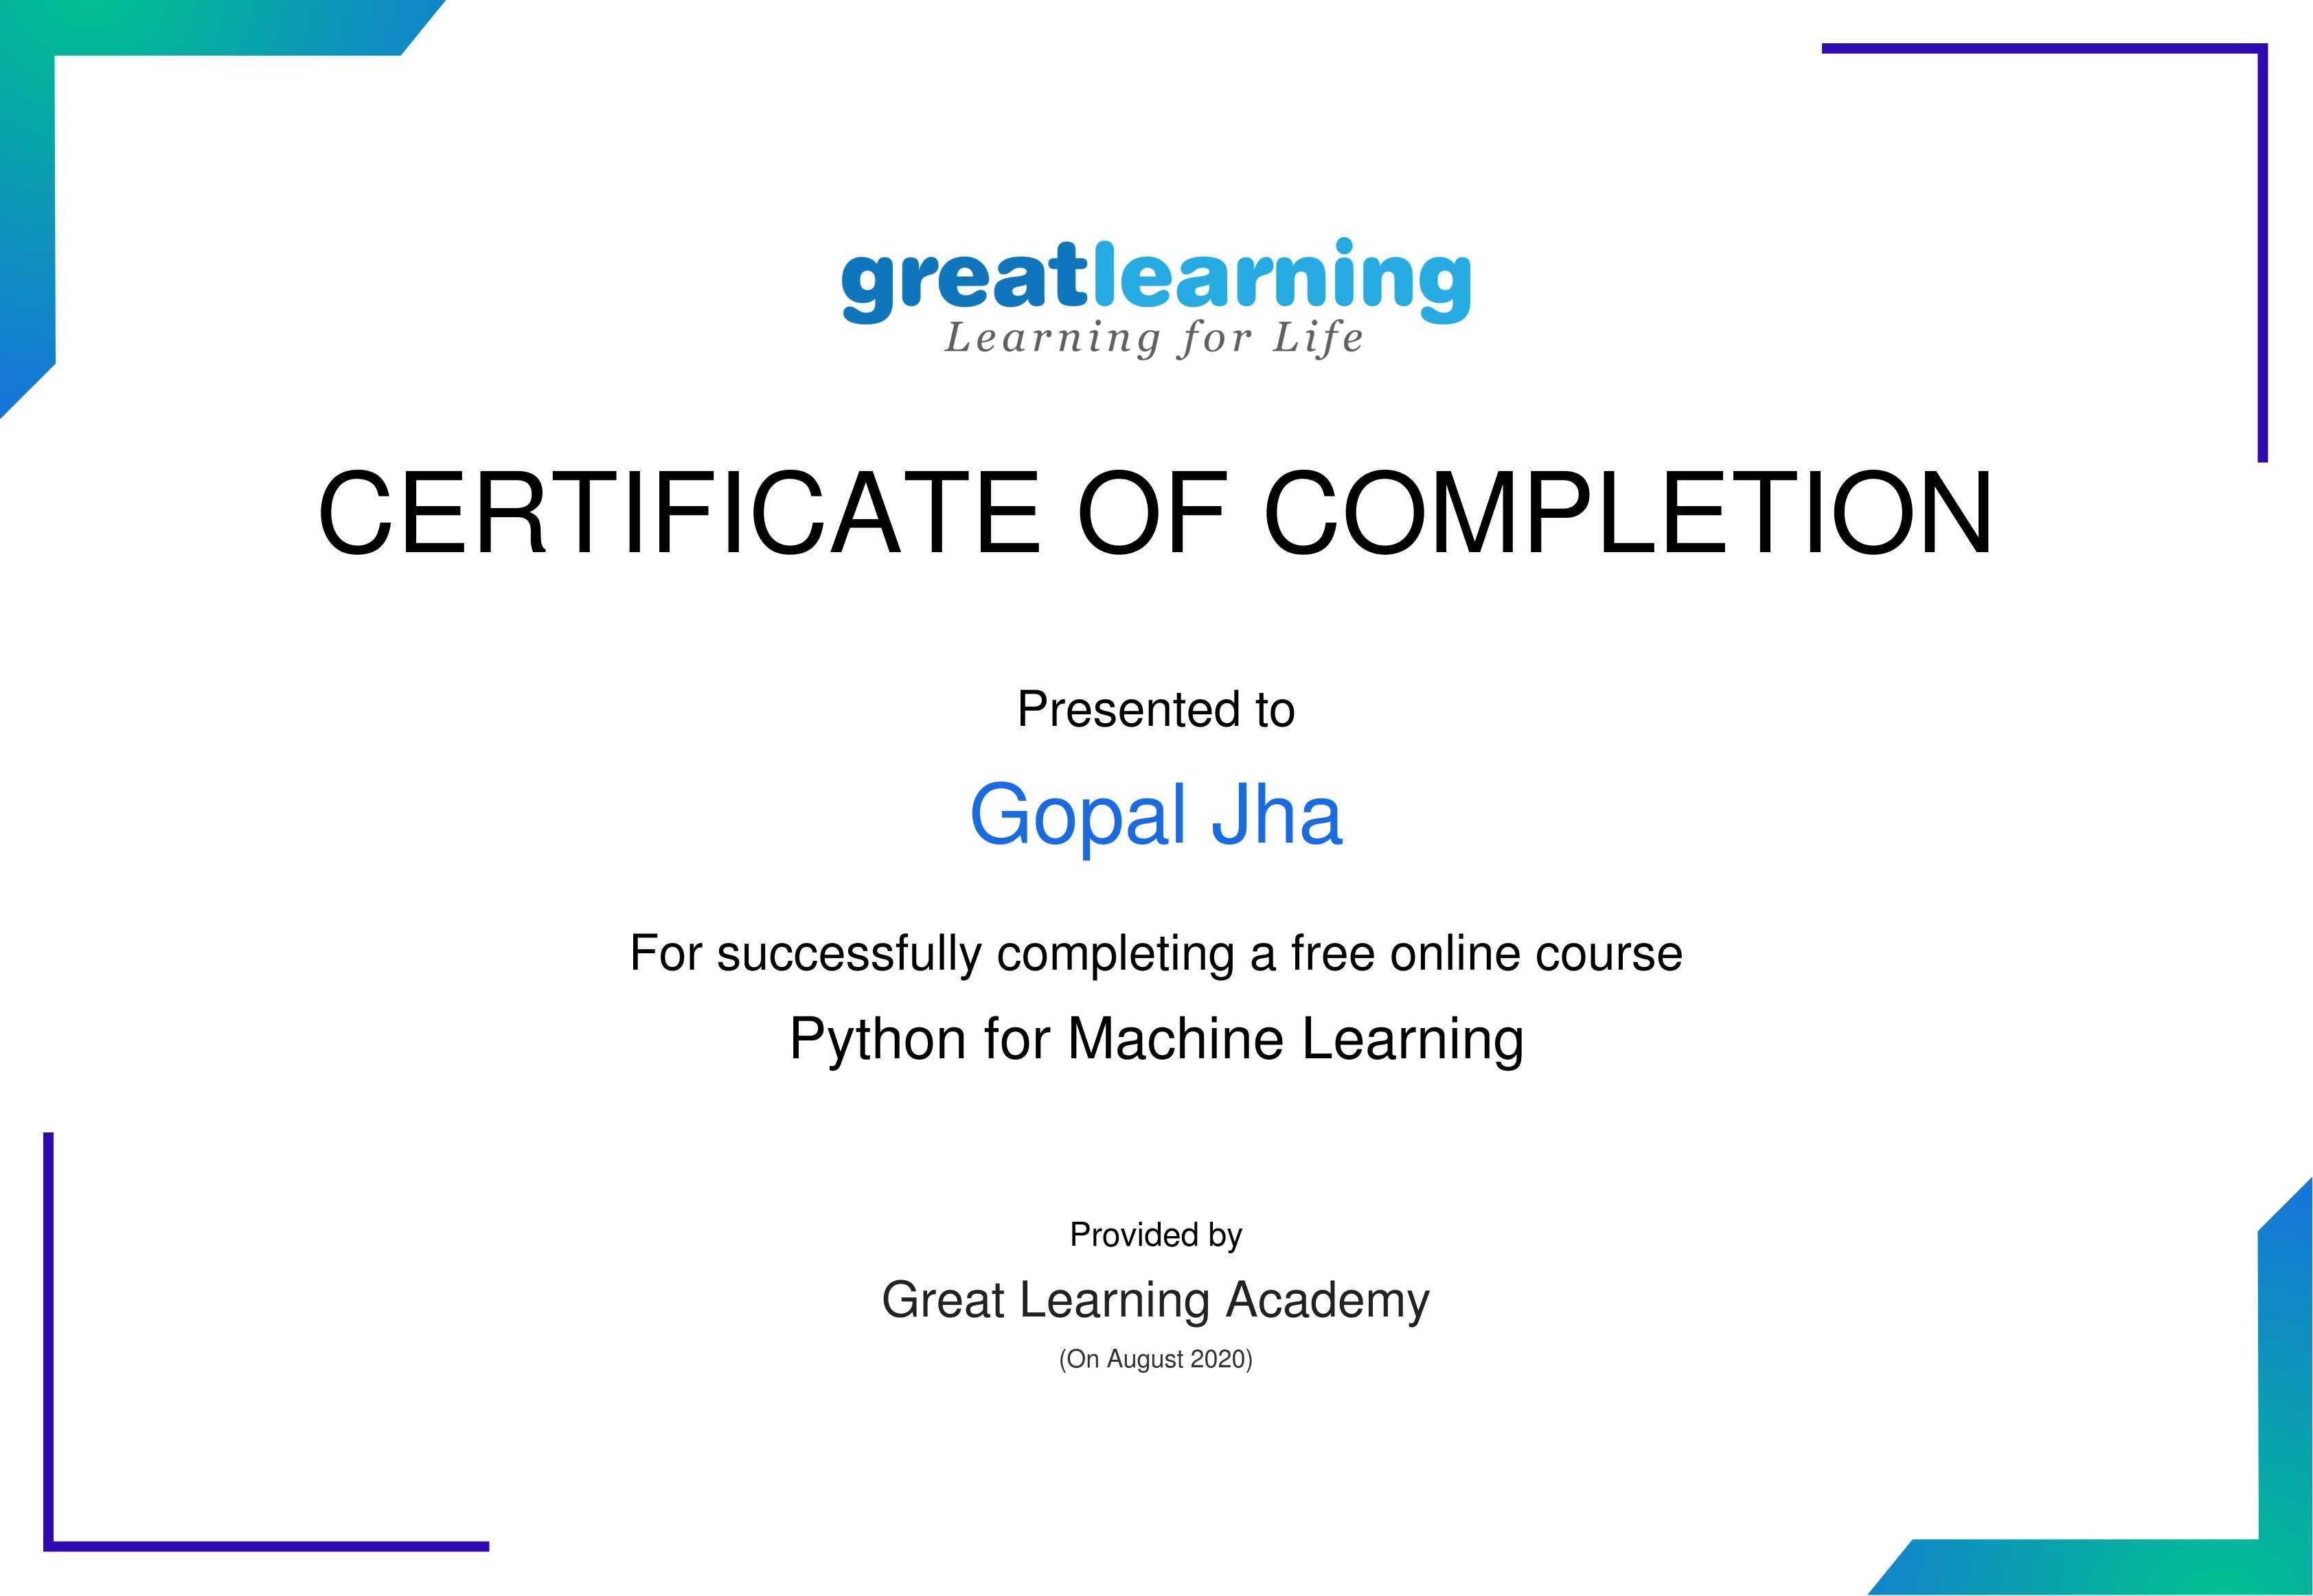 greatlearning
Learning for Life
CERTIFICATE OF COMPLETION
Presented to
Gopal Jha
For successfully completing a free online course
Python for Machine Learning
Provided by
Great Learning Academy
(On August 2020)